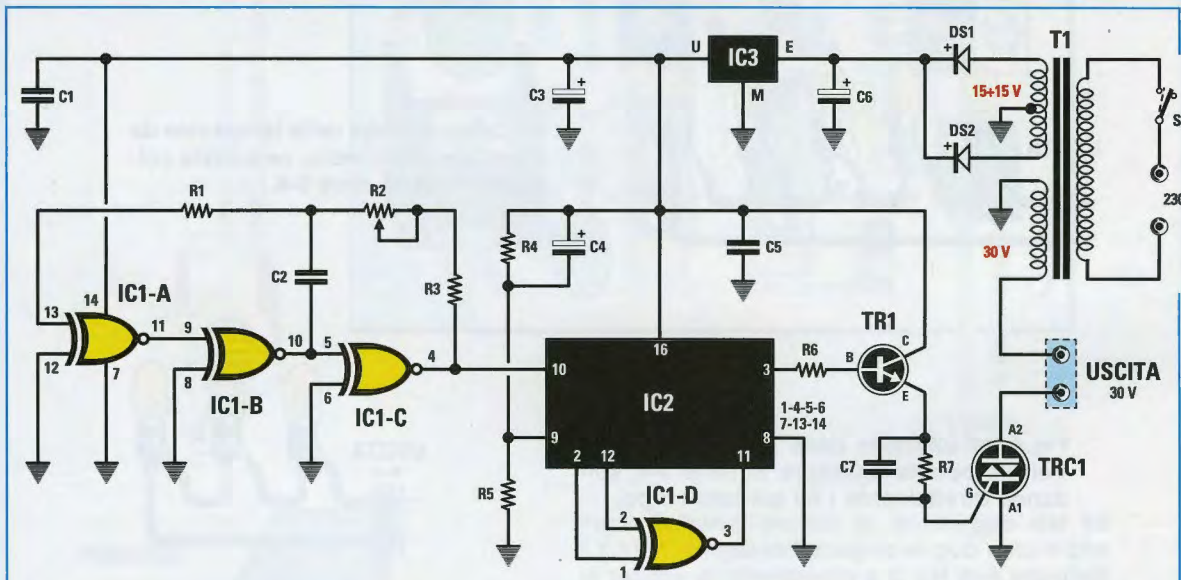 C1
C3
+
U
IC3
E
M
+
C6
DS1
+
DS2
+
15+15 V
T1
S
230
30 V
R1
R2
C2
R3
R4
+
C4
C5
IC1-A
13
14
12
7
11
IC1-B
9
8
10
IC1-C
5
6
4
R5
16
10
IC2
9
2
12
11
3
8
1-4-5-6
7-13-14
R6
TR1
B
C
E
C7
R7
USCITA
30 V
A2
G
A1
TRC1
IC1-D
2
1
3